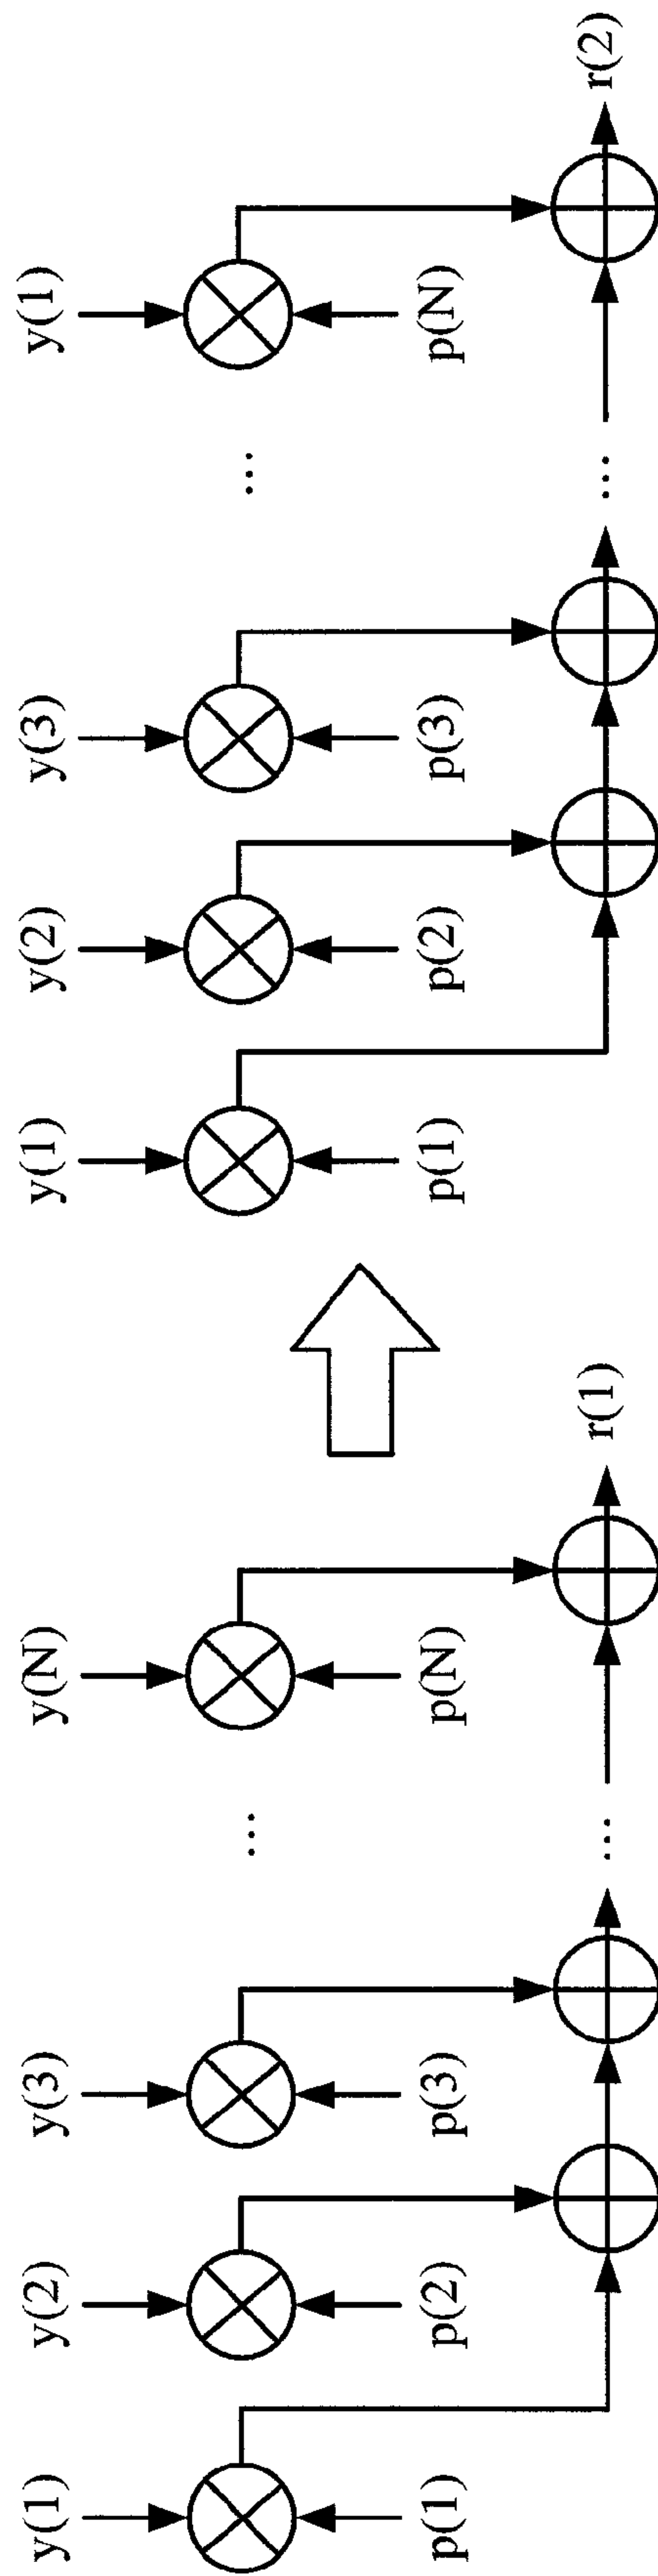 y(1) y(2) y(3) ... y(N)
p(1) p(2) p(3) p(N)
... r(1)
y(1) y(2) y(3) ... y(1)
p(1) p(2) p(3) p(N)
... r(2)